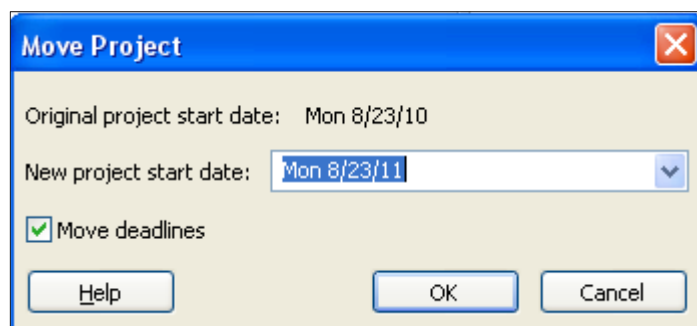 Move Project
Original project start date: Mon 8/23/10
New project start date: Mon 8/23/11
Move deadlines
Help OK Cancel